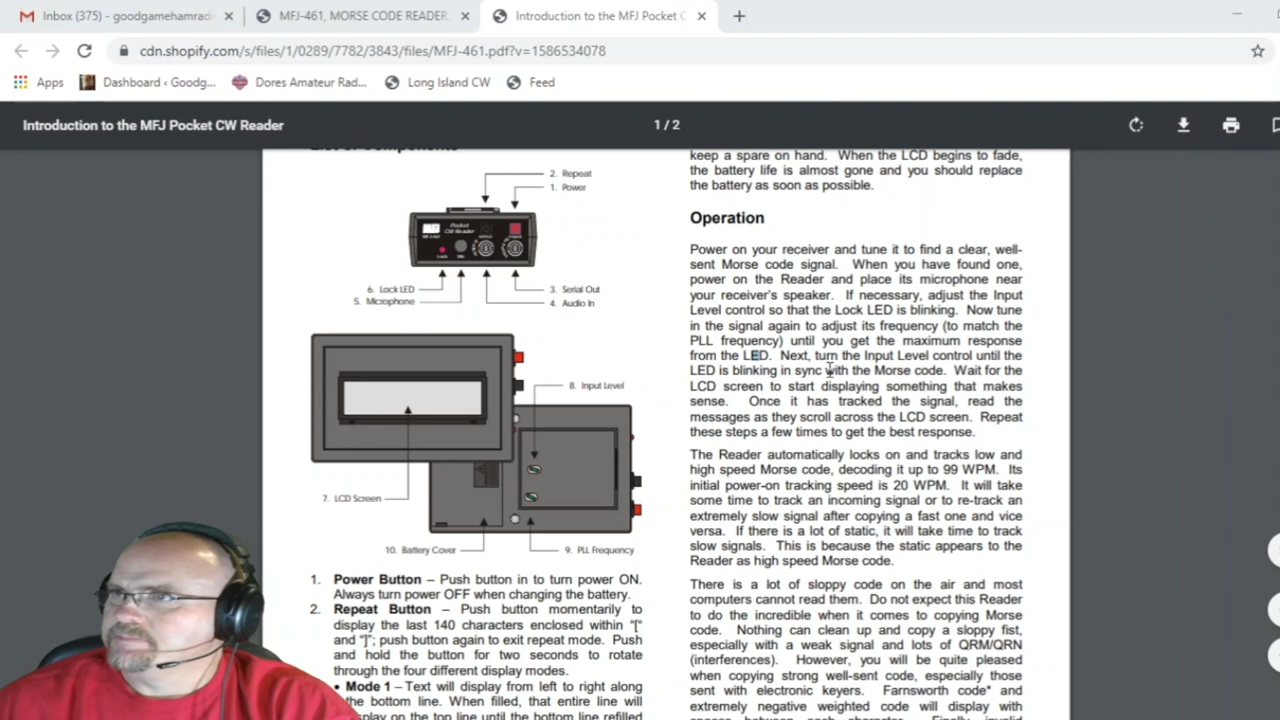 Inbox (375) - goodgamehamradi
MFJ-461, MORSE CODE READER,
Introduction to the MFJ Pocket C
cdn.shopify.com/s/files/1/0289/7782/3843/files/MFJ-461.pdf?v=1586534078
Apps
Dashboard ‹ Goodg...
Dores Amateur Rad...
Long Island CW
Feed
Introduction to the MFJ Pocket CW Reader
1 / 2
List of Components
2. Repeat
1. Power
Pocket
CW Reader
6. Lock LED
5. Microphone
3. Serial Out
4. Audio In
8. Input Level
7. LCD Screen
10. Battery Cover
9. PLL Frequency
1. Power Button – Push button in to turn power ON.
Always turn power OFF when changing the battery.
2. Repeat Button – Push button momentarily to
display the last 140 characters enclosed within “[“
and “]”; push button again to exit repeat mode. Push
and hold the button for two seconds to rotate
through the four different display modes.
• Mode 1 – Text will display from left to right along
the bottom line. When filled, that entire line will
display on the top line until the bottom line refilled
keep a spare on hand. When the LCD begins to fade,
the battery life is almost gone and you should replace
the battery as soon as possible.
Operation
Power on your receiver and tune it to find a clear, well-
sent Morse code signal. When you have found one,
power on the Reader and place its microphone near
your receiver's speaker. If necessary, adjust the Input
Level control so that the Lock LED is blinking. Now tune
in the signal again to adjust its frequency (to match the
PLL frequency) until you get the maximum response
from the LED. Next, turn the Input Level control until the
LED is blinking in sync with the Morse code. Wait for the
LCD screen to start displaying something that makes
sense. Once it has tracked the signal, read the
messages as they scroll across the LCD screen. Repeat
these steps a few times to get the best response.
The Reader automatically locks on and tracks low and
high speed Morse code, decoding it up to 99 WPM. Its
initial power-on tracking speed is 20 WPM. It will take
some time to track an incoming signal or to re-track an
extremely slow signal after copying a fast one and vice
versa. If there is a lot of static, it will take time to track
slow signals. This is because the static appears to the
Reader as high speed Morse code.
There is a lot of sloppy code on the air and most
computers cannot read them. Do not expect this Reader
to do the incredible when it comes to copying Morse
code. Nothing can clean up and copy a sloppy fist,
especially with a weak signal and lots of QRM/QRN
(interferences). However, you will be quite pleased
when copying strong well-sent code, especially those
sent with electronic keyers. Farnsworth code* and
extremely negative weighted code will display with
spaces between each character. Finally, invalid